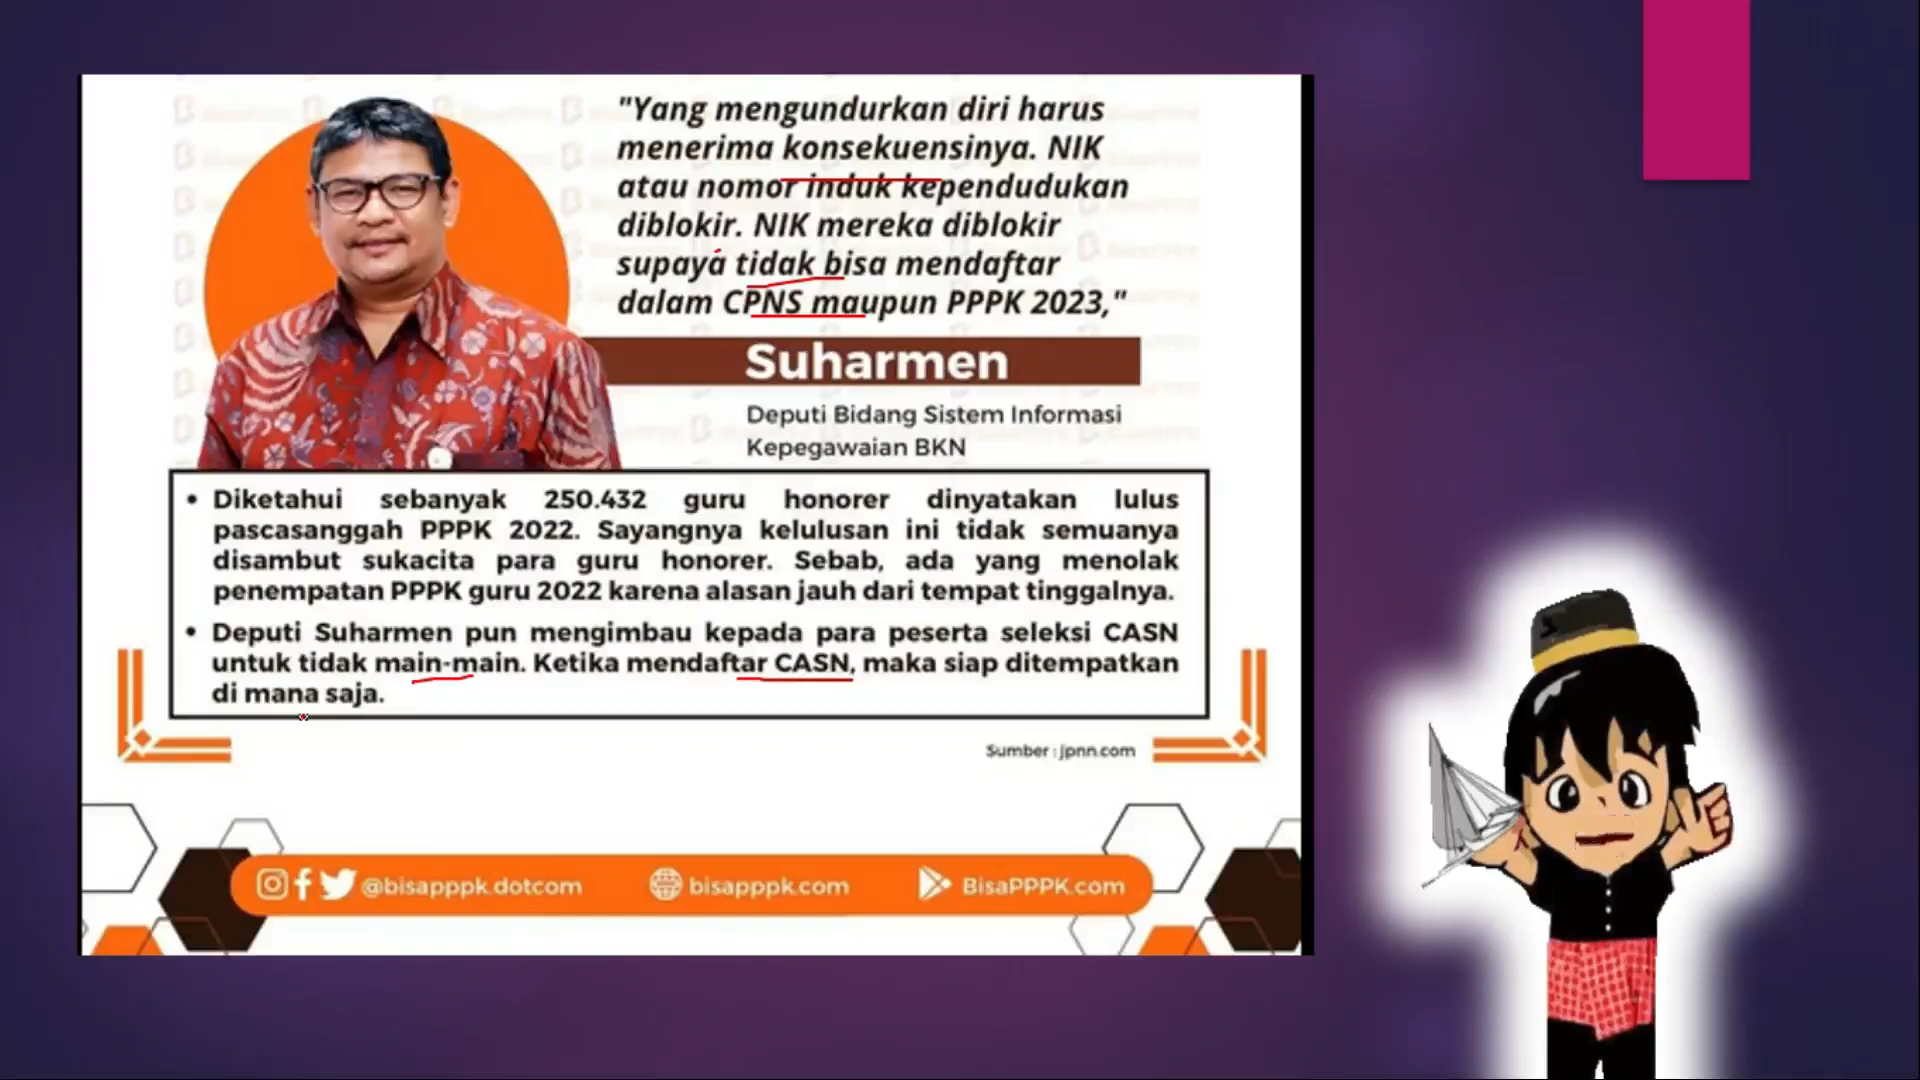 "Yang mengundurkan diri harus
menerima konsekuensinya. NIK
atau nomor induk kependudukan
diblokir. NIK mereka diblokir
supaya tidak bisa mendaftar
dalam CPNS maupun PPPK 2023,"
Suharmen
Deputi Bidang Sistem Informasi
Kepegawaian BKN
• Diketahui sebanyak 250.432 guru honorer dinyatakan lulus
pascasanggah PPPK 2022. Sayangnya kelulusan ini tidak semuanya
disambut sukacita para guru honorer. Sebab, ada yang menolak
penempatan PPPK guru 2022 karena alasan jauh dari tempat tinggalnya.
• Deputi Suharmen pun mengimbau kepada para peserta seleksi CASN
untuk tidak main-main. Ketika mendaftar CASN, maka siap ditempatkan
di mana saja.
Sumber : jpnn.com
@bisapppk.dotcom bisapppk.com BisaPPPK.com